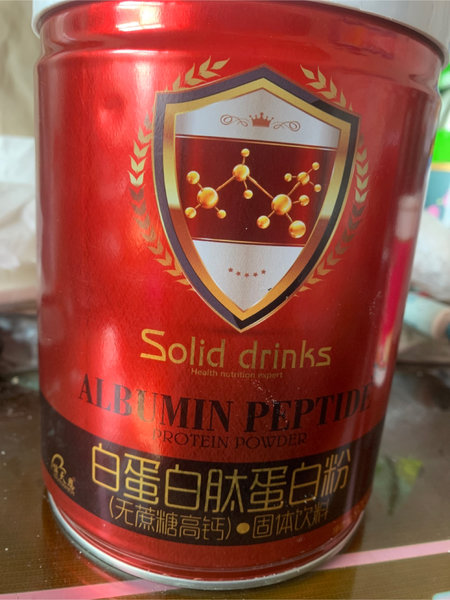 Solid drinks
Health nutrition expert
ALBUMIN PEPTIDE
PROTEIN POWDER
白蛋白肽蛋白粉
(无蔗糖高钙)•固体饮料